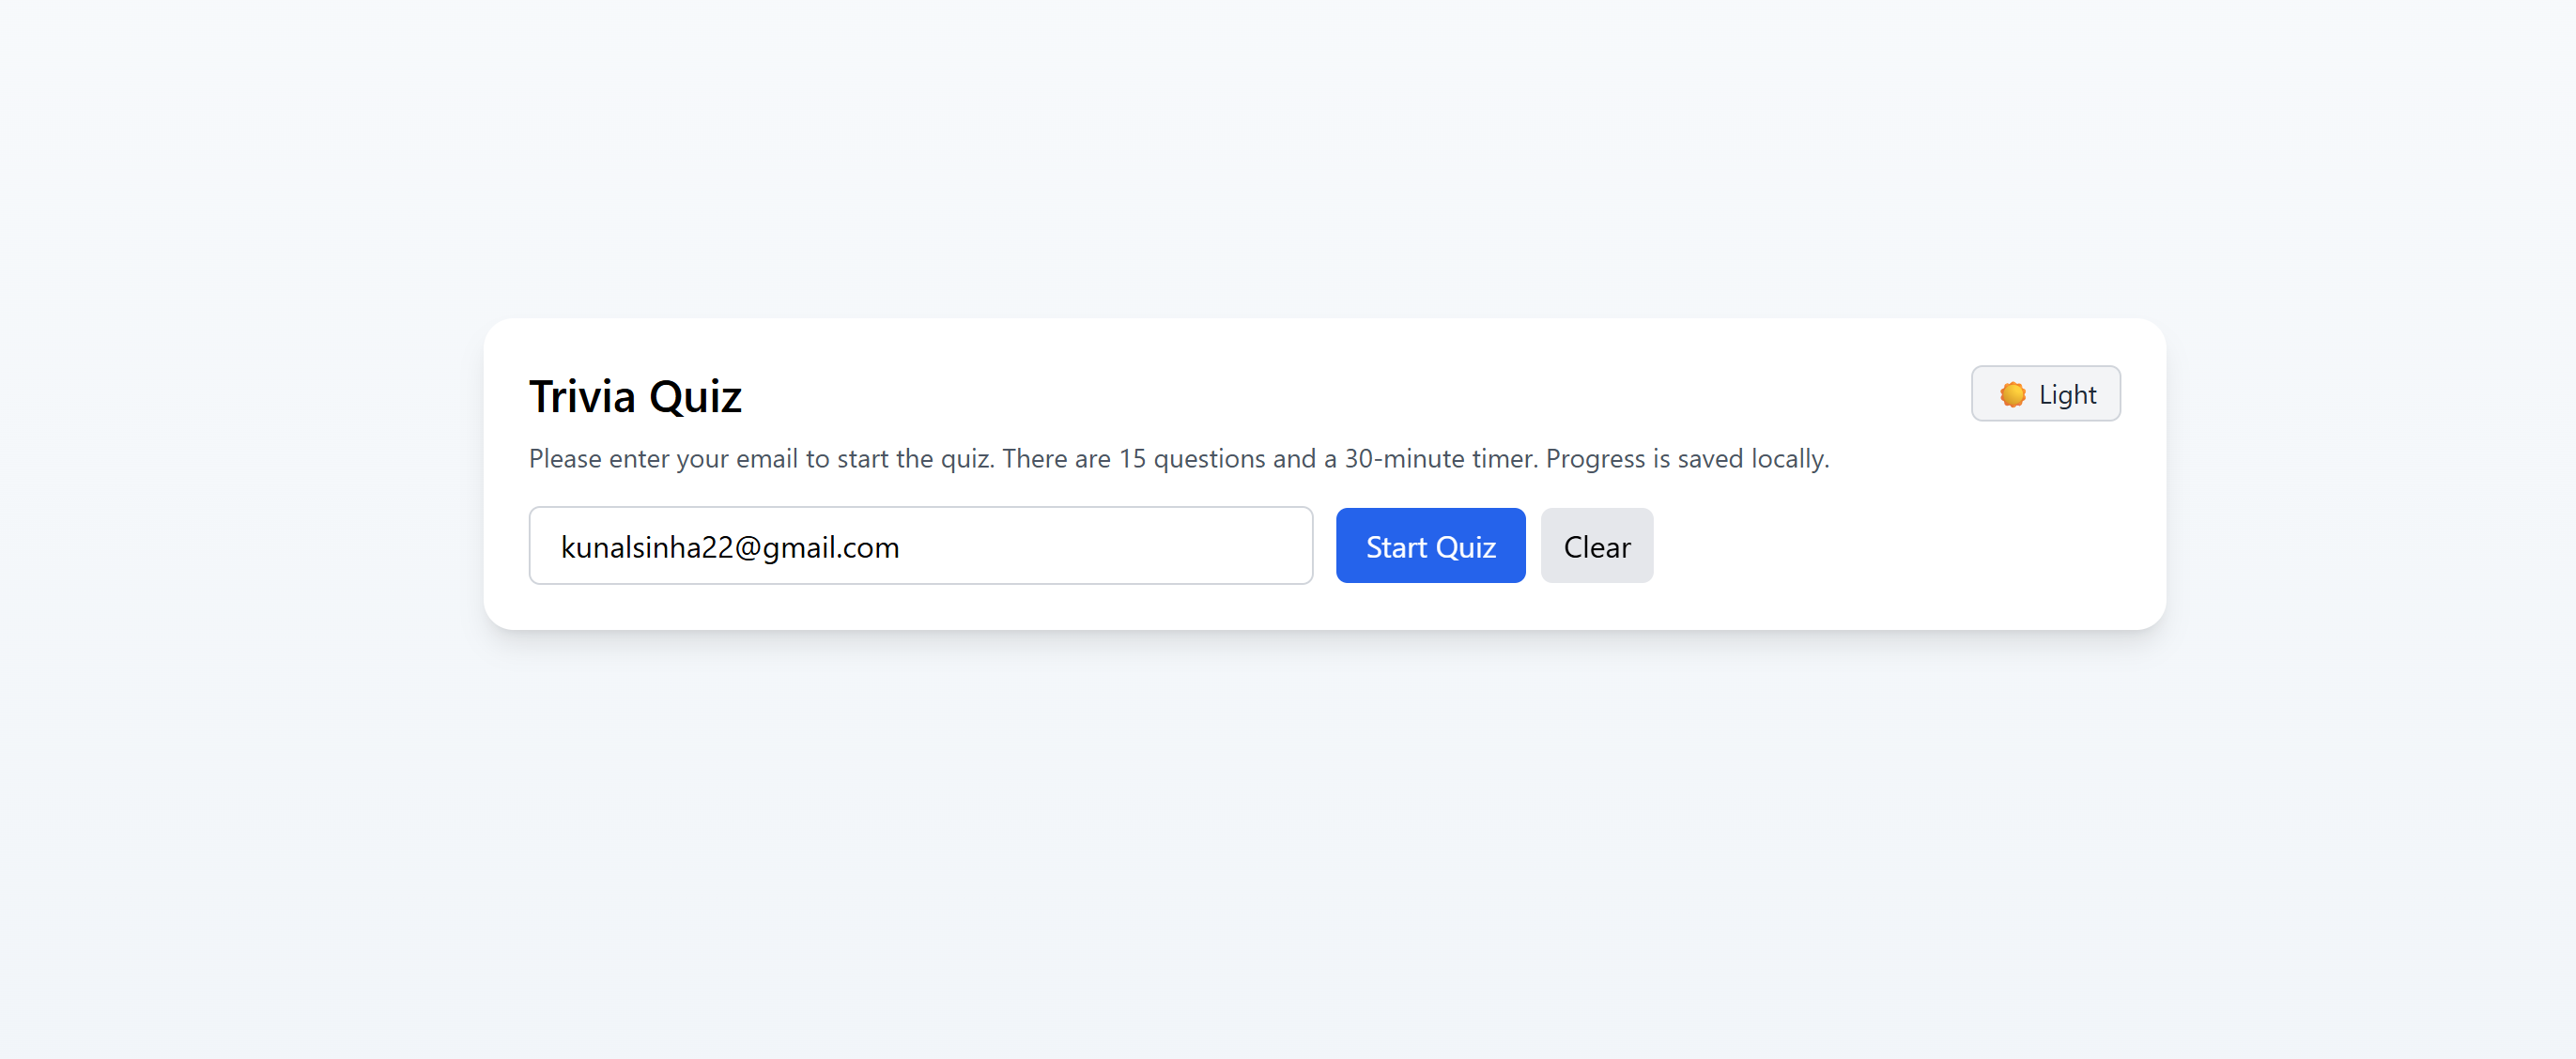 Trivia Quiz
Light
Please enter your email to start the quiz. There are 15 questions and a 30-minute timer. Progress is saved locally.
kunalsinha22@gmail.com
Start Quiz
Clear